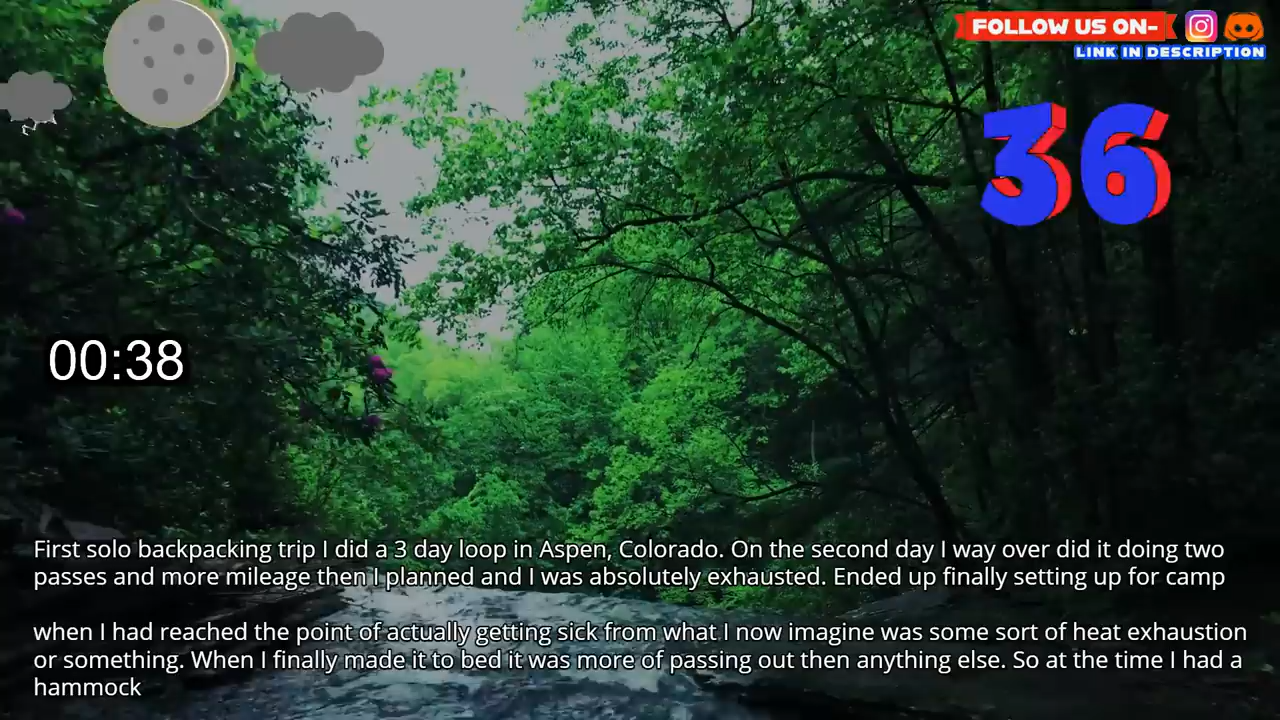 FOLLOW US ON-
LINK IN DESCRIPTION
36
00:38
First solo backpacking trip I did a 3 day loop in Aspen, Colorado. On the second day I way over did it doing two
passes and more mileage then I planned and I was absolutely exhausted. Ended up finally setting up for camp
when I had reached the point of actually getting sick from what I now imagine was some sort of heat exhaustion
or something. When I finally made it to bed it was more of passing out then anything else. So at the time I had a
hammock